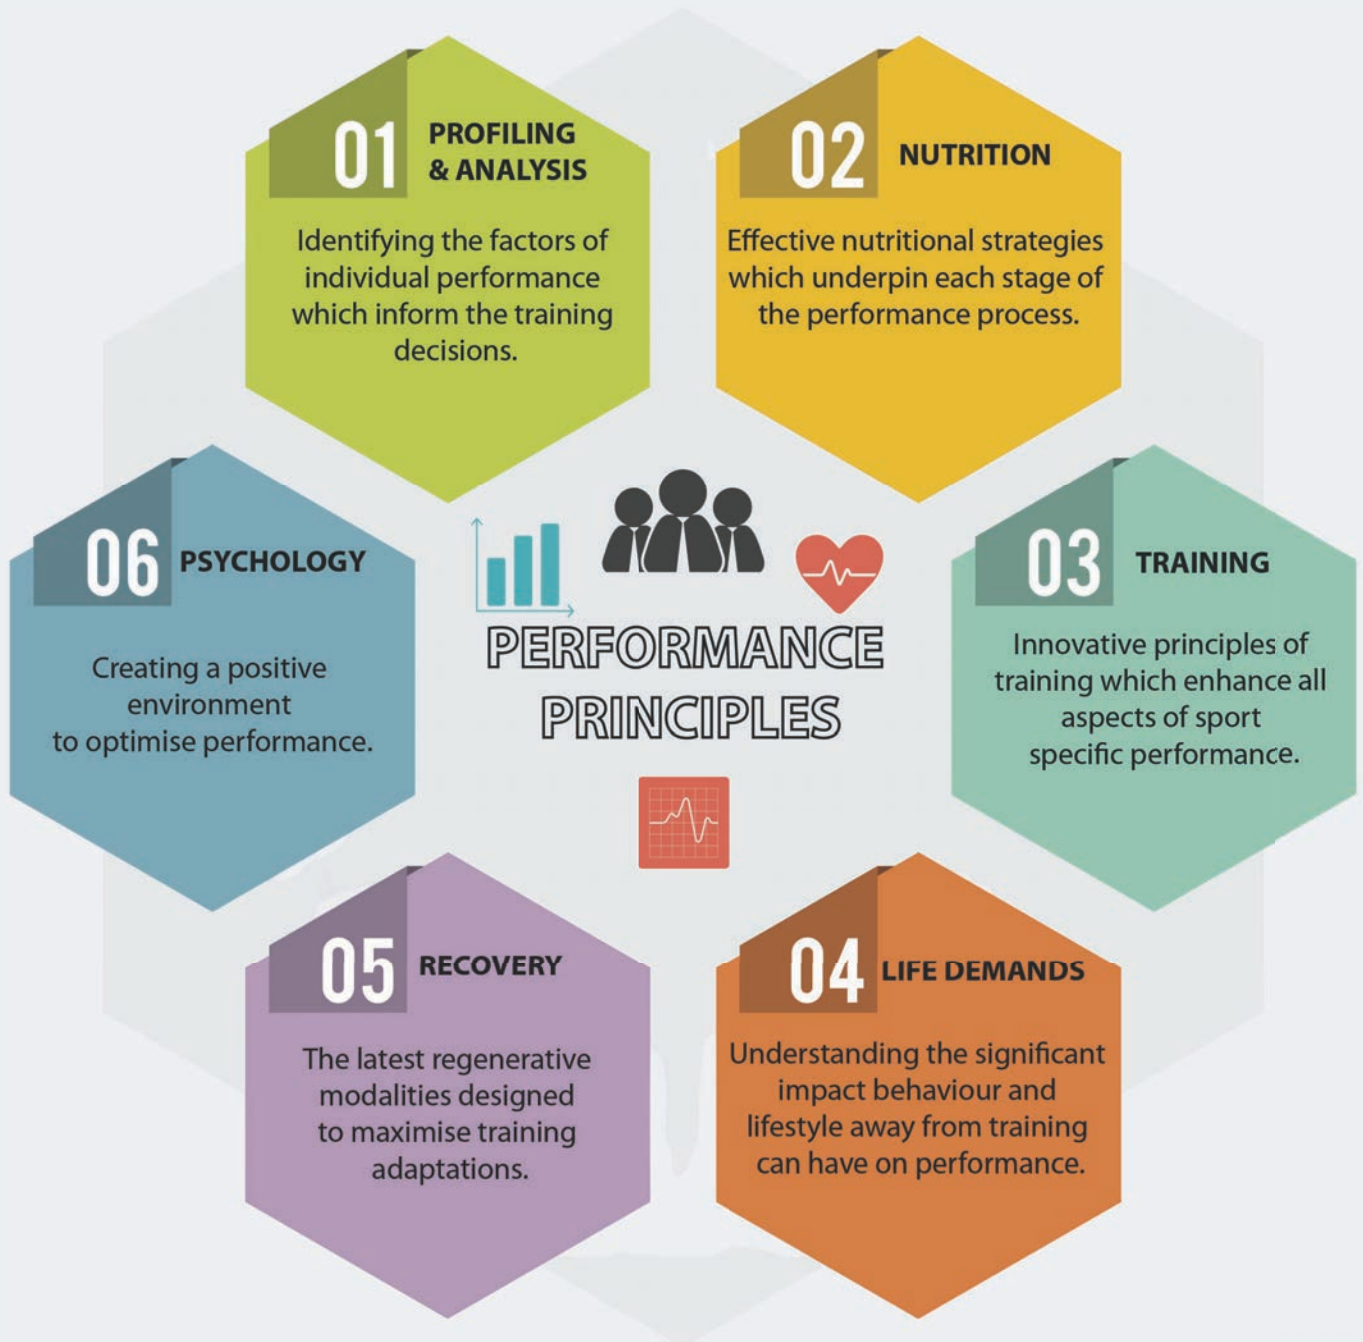 01
PROFILING
& ANALYSIS
Identifying the factors of
individual performance
which inform the training
decisions.
02
NUTRITION
Effective nutritional strategies
which underpin each stage of
the performance process.
03
TRAINING
Innovative principles of
training which enhance all
aspects of sport
specific performance.
04
LIFE DEMANDS
Understanding the significant
impact behaviour and
lifestyle away from training
can have on performance.
05
RECOVERY
The latest regenerative
modalities designed
to maximise training
adaptations.
06
PSYCHOLOGY
Creating a positive
environment
to optimise performance.
PERFORMANCE
PRINCIPLES